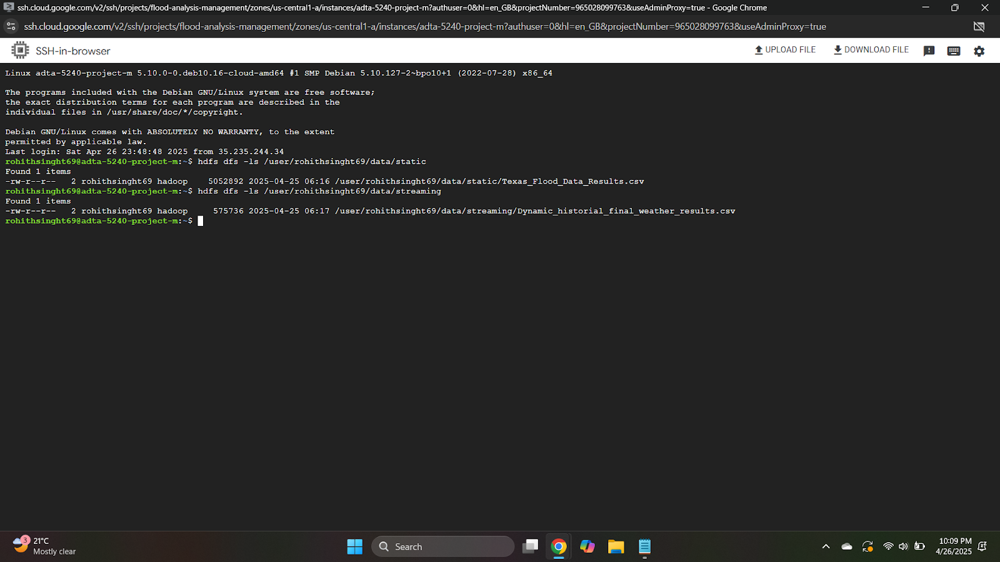 ssh.cloud.google.com/v2/ssh/projects/flood-analysis-management/zones/us-central1-a/instances/adta-5240-project-m?authuser=0&hl=en_GB&projectNumber=965028099763&useAdminProxy=true - Google Chrome
ssh.cloud.google.com/v2/ssh/projects/flood-analysis-management/zones/us-central1-a/instances/adta-5240-project-m?authuser=0&hl=en_GB&projectNumber=965028099763&useAdminProxy=true
SSH-in-browser
UPLOAD FILE
DOWNLOAD FILE
Linux adta-5240-project-m 5.10.0-0.deb10.16-cloud-amd64 #1 SMP Debian 5.10.127-2~bpo10+1 (2022-07-28) x86_64
The programs included with the Debian GNU/Linux system are free software;
the exact distribution terms for each program are described in the
individual files in /usr/share/doc/*/copyright.
Debian GNU/Linux comes with ABSOLUTELY NO WARRANTY, to the extent
permitted by applicable law.
Last login: Sat Apr 26 23:48:48 2025 from 35.235.244.34
rohithsinght69@adta-5240-project-m:~$ hdfs dfs -ls /user/rohithsinght69/data/static
Found 1 items
-rw-r--r--   2 rohithsinght69 hadoop    5052892 2025-04-25 06:16 /user/rohithsinght69/data/static/Texas_Flood_Data_Results.csv
rohithsinght69@adta-5240-project-m:~$ hdfs dfs -ls /user/rohithsinght69/data/streaming
Found 1 items
-rw-r--r--   2 rohithsinght69 hadoop     575736 2025-04-25 06:17 /user/rohithsinght69/data/streaming/Dynamic_historial_final_weather_results.csv
rohithsinght69@adta-5240-project-m:~$
3
21°C
Mostly clear
Search
10:09 PM
4/26/2025